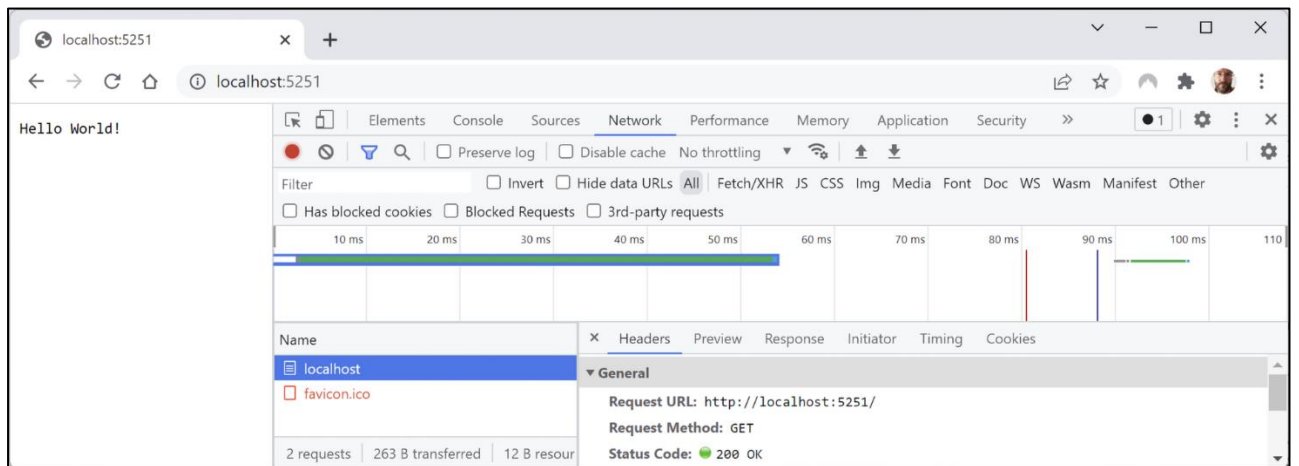 localhost:5251
localhost:5251
Hello World!
Elements Console Sources Network Performance Memory Application Security 1
Preserve log Disable cache No throttling
Filter Invert Hide data URLs All Fetch/XHR JS CSS Img Media Font Doc WS Wasm Manifest Other
Has blocked cookies Blocked Requests 3rd-party requests
10 ms 20 ms 30 ms 40 ms 50 ms 60 ms 70 ms 80 ms 90 ms 100 ms 110
Name
localhost
favicon.ico
2 requests 263 B transferred 12 B resour
Headers Preview Response Initiator Timing Cookies
General
Request URL: http://localhost:5251/
Request Method: GET
Status Code: 200 OK